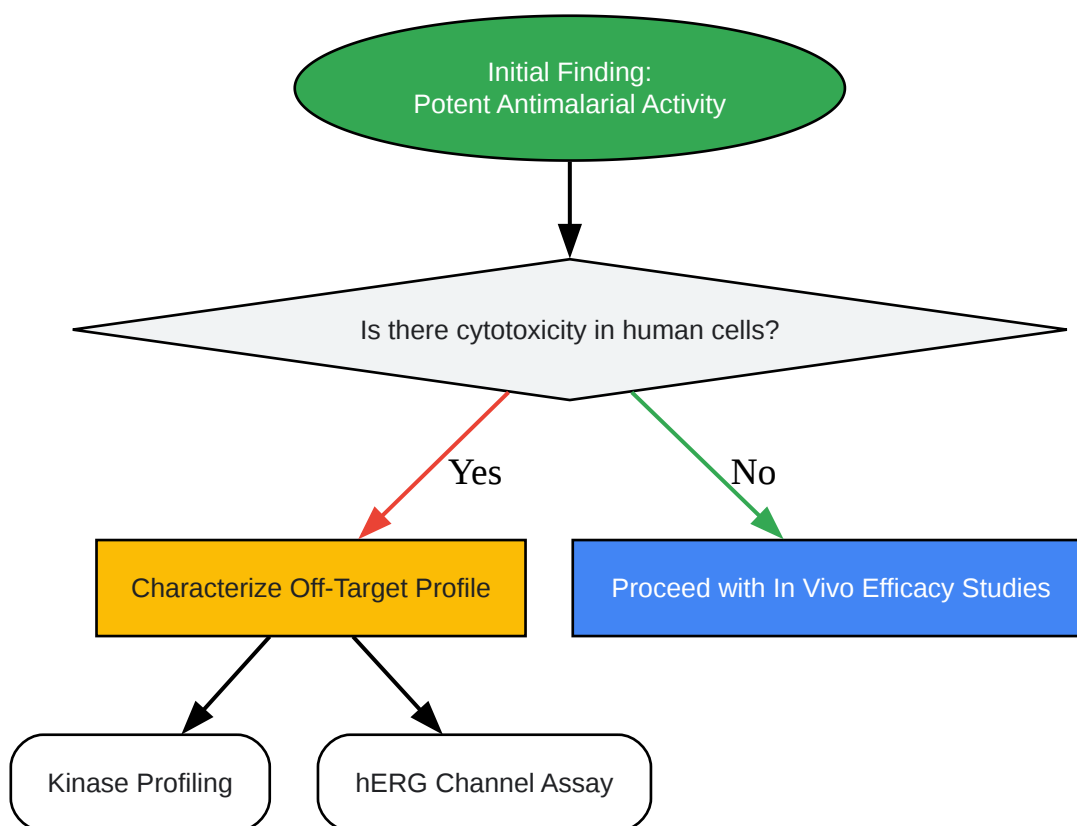 Initial Finding:
Potent Antimalarial Activity
Is there cytotoxicity in human cells?
Yes
No
Characterize Off-Target Profile
Proceed with In Vivo Efficacy Studies
Kinase Profiling
hERG Channel Assay